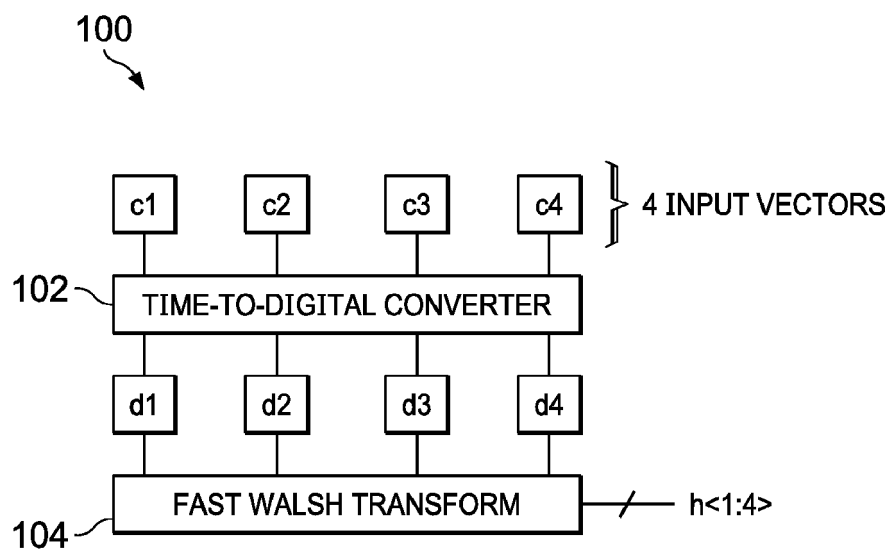 100
c1 c2 c3 c4 4 INPUT VECTORS
102 TIME-TO-DIGITAL CONVERTER
d1 d2 d3 d4
FAST WALSH TRANSFORM h<1:4>
104